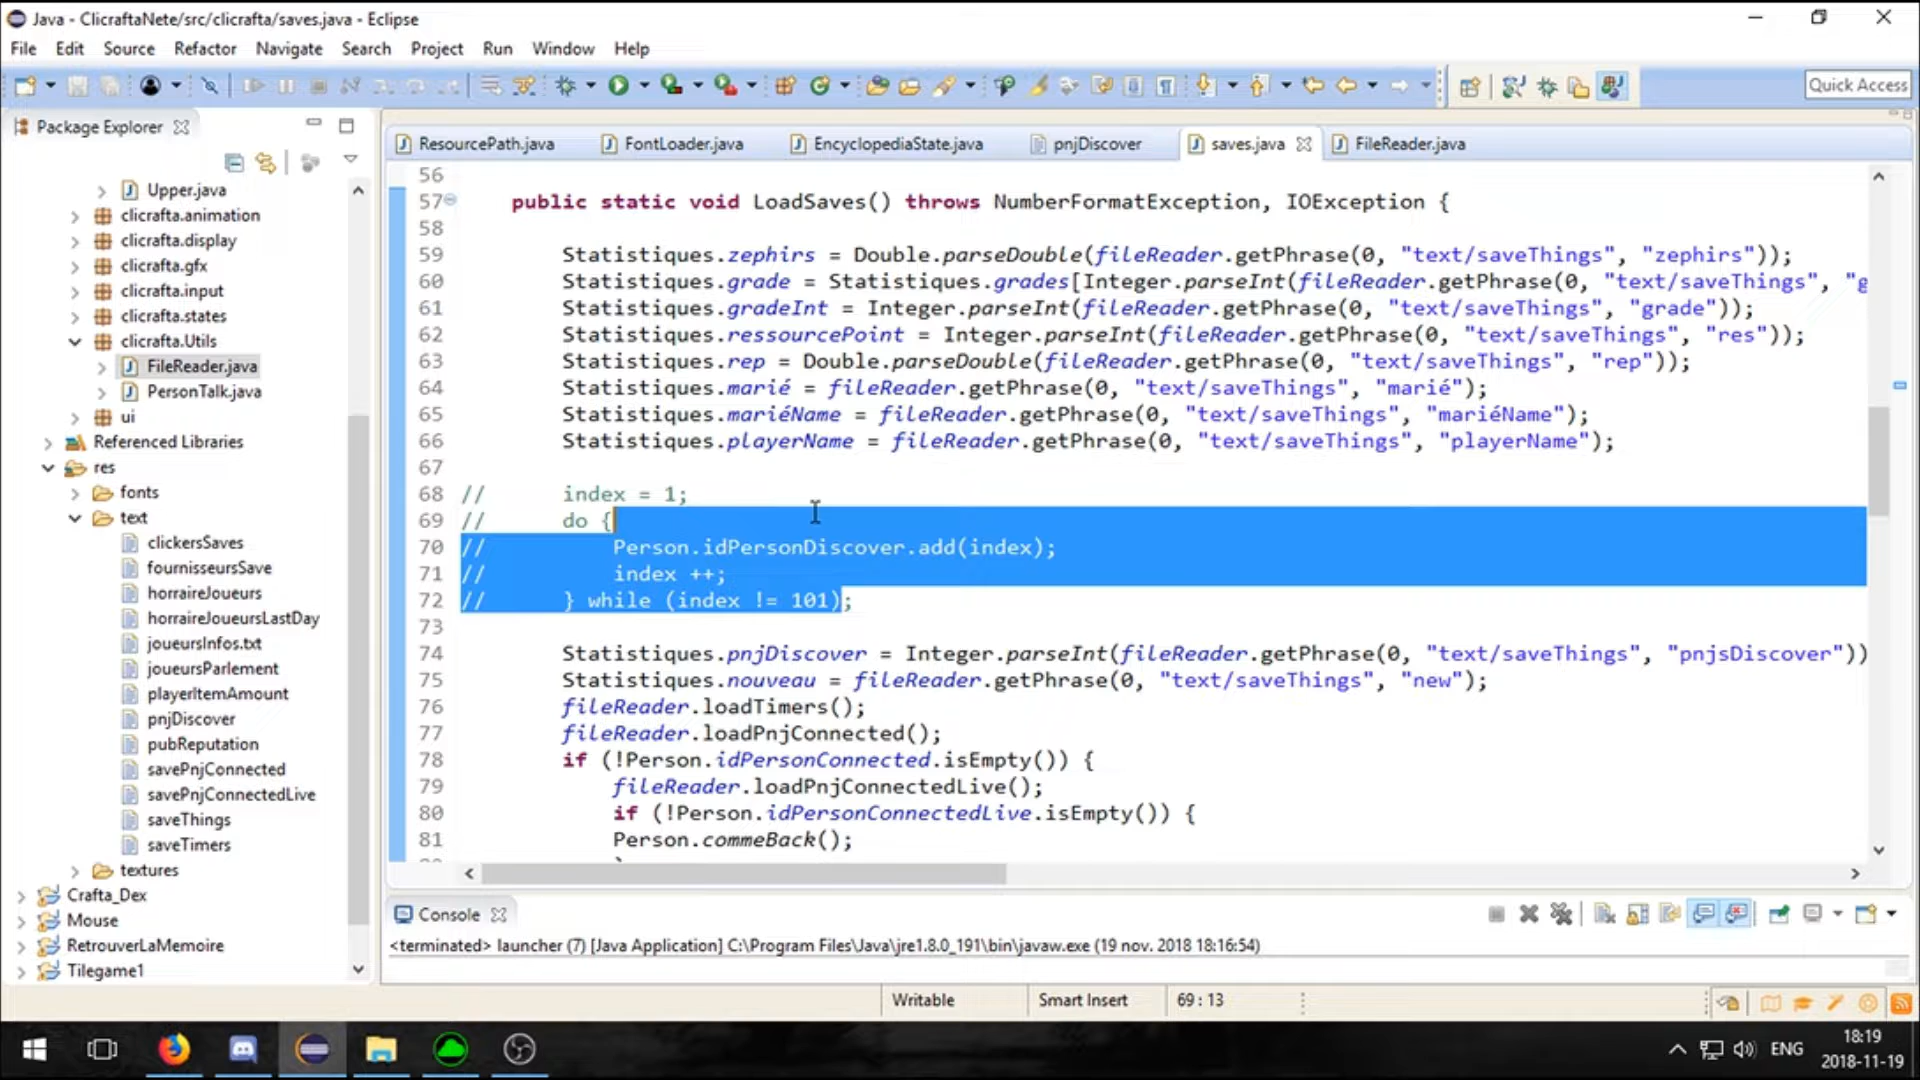 Java - ClicraftaNete/src/clicrafta/saves.java - Eclipse
File Edit Source Refactor Navigate Search Project Run Window Help
Quick Access
Package Explorer
ResourcePath.java FontLoader.java EncyclopediaState.java pnjDiscover saves.java FileReader.java
Upper.java
clicrafta.animation
clicrafta.display
clicrafta.gfx
clicrafta.input
clicrafta.states
clicrafta.Utils
FileReader.java
PersonTalk.java
ui
Referenced Libraries
res
fonts
text
clickersSaves
fournisseursSave
horraireJoueurs
horraireJoueursLastDay
joueursInfos.txt
joueursParlement
playerItemAmount
pnjDiscover
pubReputation
savePnjConnected
savePnjConnectedLive
saveThings
saveTimers
textures
Crafta_Dex
Mouse
RetrouverLaMemoire
Tilegame1
56
57 public static void LoadSaves() throws NumberFormatException, IOException {
58
59 Statistiques.zephirs = Double.parseDouble(fileReader.getPhrase(0, "text/saveThings", "zephirs"));
60 Statistiques.grade = Statistiques.grades[Integer.parseInt(fileReader.getPhrase(0, "text/saveThings", "g
61 Statistiques.gradeInt = Integer.parseInt(fileReader.getPhrase(0, "text/saveThings", "grade"));
62 Statistiques.ressourcePoint = Integer.parseInt(fileReader.getPhrase(0, "text/saveThings", "res"));
63 Statistiques.rep = Double.parseDouble(fileReader.getPhrase(0, "text/saveThings", "rep"));
64 Statistiques.marié = fileReader.getPhrase(0, "text/saveThings", "marié");
65 Statistiques.mariéName = fileReader.getPhrase(0, "text/saveThings", "mariéName");
66 Statistiques.playerName = fileReader.getPhrase(0, "text/saveThings", "playerName");
67
68 // index = 1;
69 // do {
70 // Person.idPersonDiscover.add(index);
71 // index ++;
72 // } while (index != 101);
73
74 Statistiques.pnjDiscover = Integer.parseInt(fileReader.getPhrase(0, "text/saveThings", "pnjsDiscover"))
75 Statistiques.nouveau = fileReader.getPhrase(0, "text/saveThings", "new");
76 fileReader.loadTimers();
77 fileReader.loadPnjConnected();
78 if (!Person.idPersonConnected.isEmpty()) {
79 fileReader.loadPnjConnectedLive();
80 if (!Person.idPersonConnectedLive.isEmpty()) {
81 Person.commeBack();
Console
<terminated> launcher (7) [Java Application] C:\Program Files\Java\jre1.8.0_191\bin\javaw.exe (19 nov. 2018 18:16:54)
Writable Smart Insert 69 : 13
ENG 18:19
2018-11-19